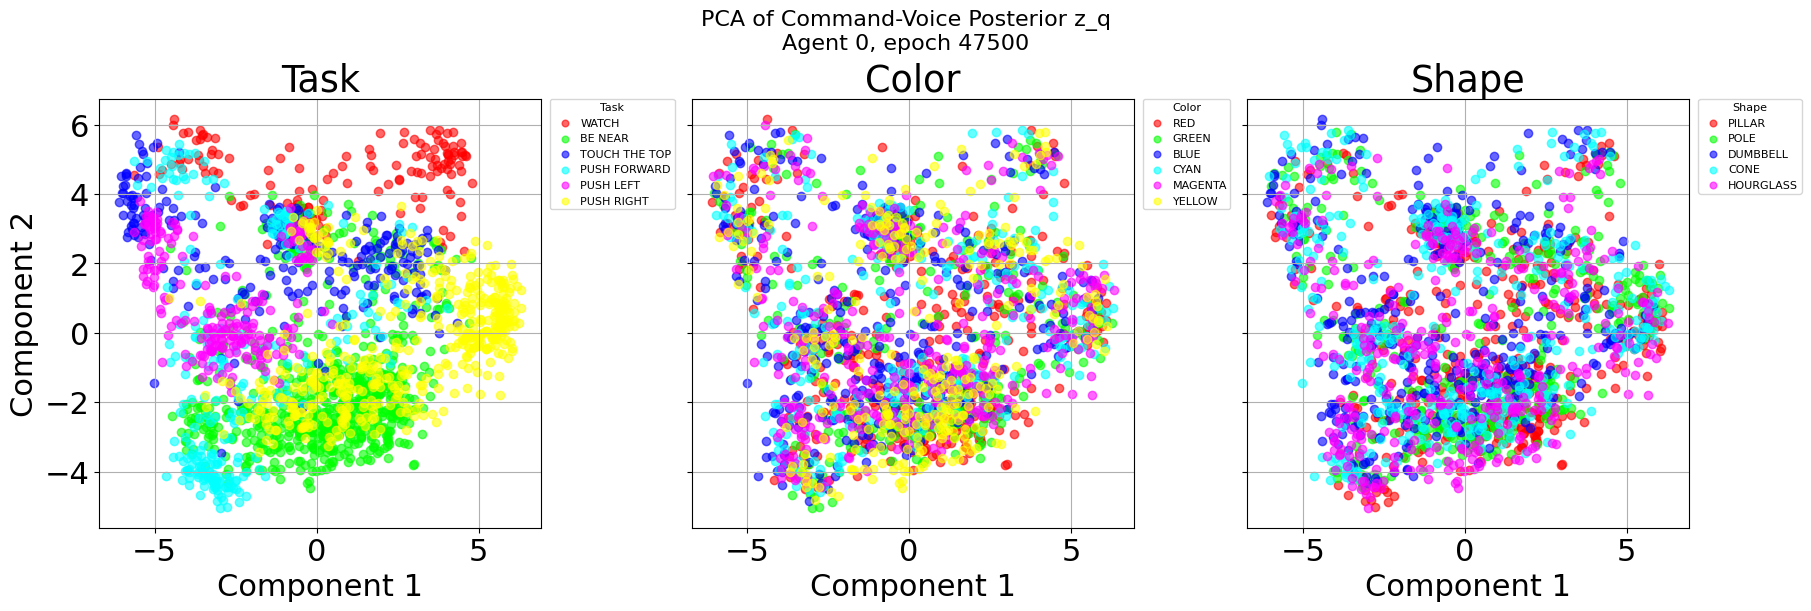 PCA of Command-Voice Posterior z_q
Agent 0, epoch 47500
Task
Color
Shape
Component 2
6
4
2
0
−2
−4
−5
0
5
Component 1
Task
WATCH
BE NEAR
TOUCH THE TOP
PUSH FORWARD
PUSH LEFT
PUSH RIGHT
−5
0
5
Component 1
Color
RED
GREEN
BLUE
CYAN
MAGENTA
YELLOW
−5
0
5
Component 1
Shape
PILLAR
POLE
DUMBBELL
CONE
HOURGLASS